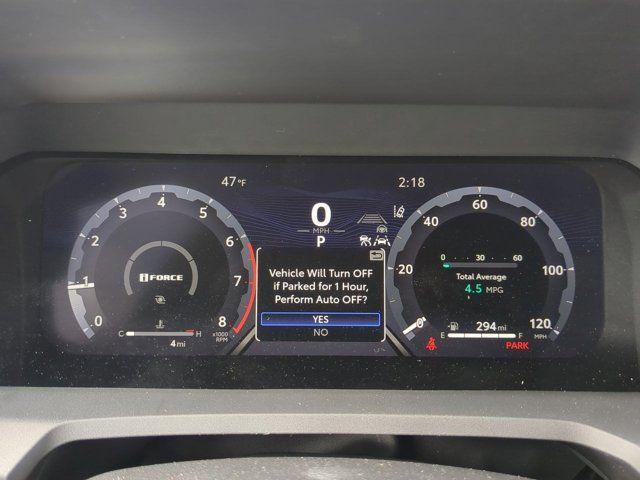 47°F
2:18
0
MPH
P
0 1 2 3 4 5 6 7 8
x1000
RPM
i FORCE
C H
4 mi
Vehicle Will Turn OFF
if Parked for 1 Hour,
Perform Auto OFF?
YES
NO
0 20 40 60 80 100 120
MPH
0 30 60
Total Average
4.5 MPG
294 mi
E F
PARK